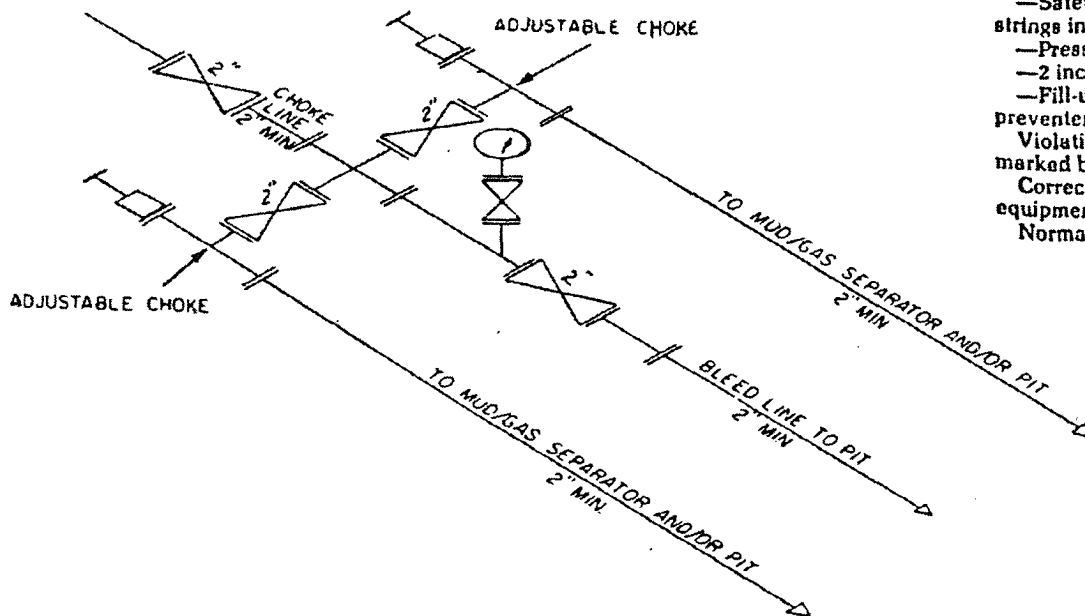 ADJUSTABLE CHOKE
2"
CHOKE
LINE
2" MIN
2"
2"
ADJUSTABLE CHOKE
2"
TO MUD/GAS SEPARATOR AND/OR PIT
2" MIN
BLEED LINE TO PIT
2" MIN
TO MUD/GAS SEPARATOR AND/OR PIT
2" MIN.
strings in
—2 inc
—Fill-u
preventer
Violati
marked b
Correc
equipmen
Norma
—Press